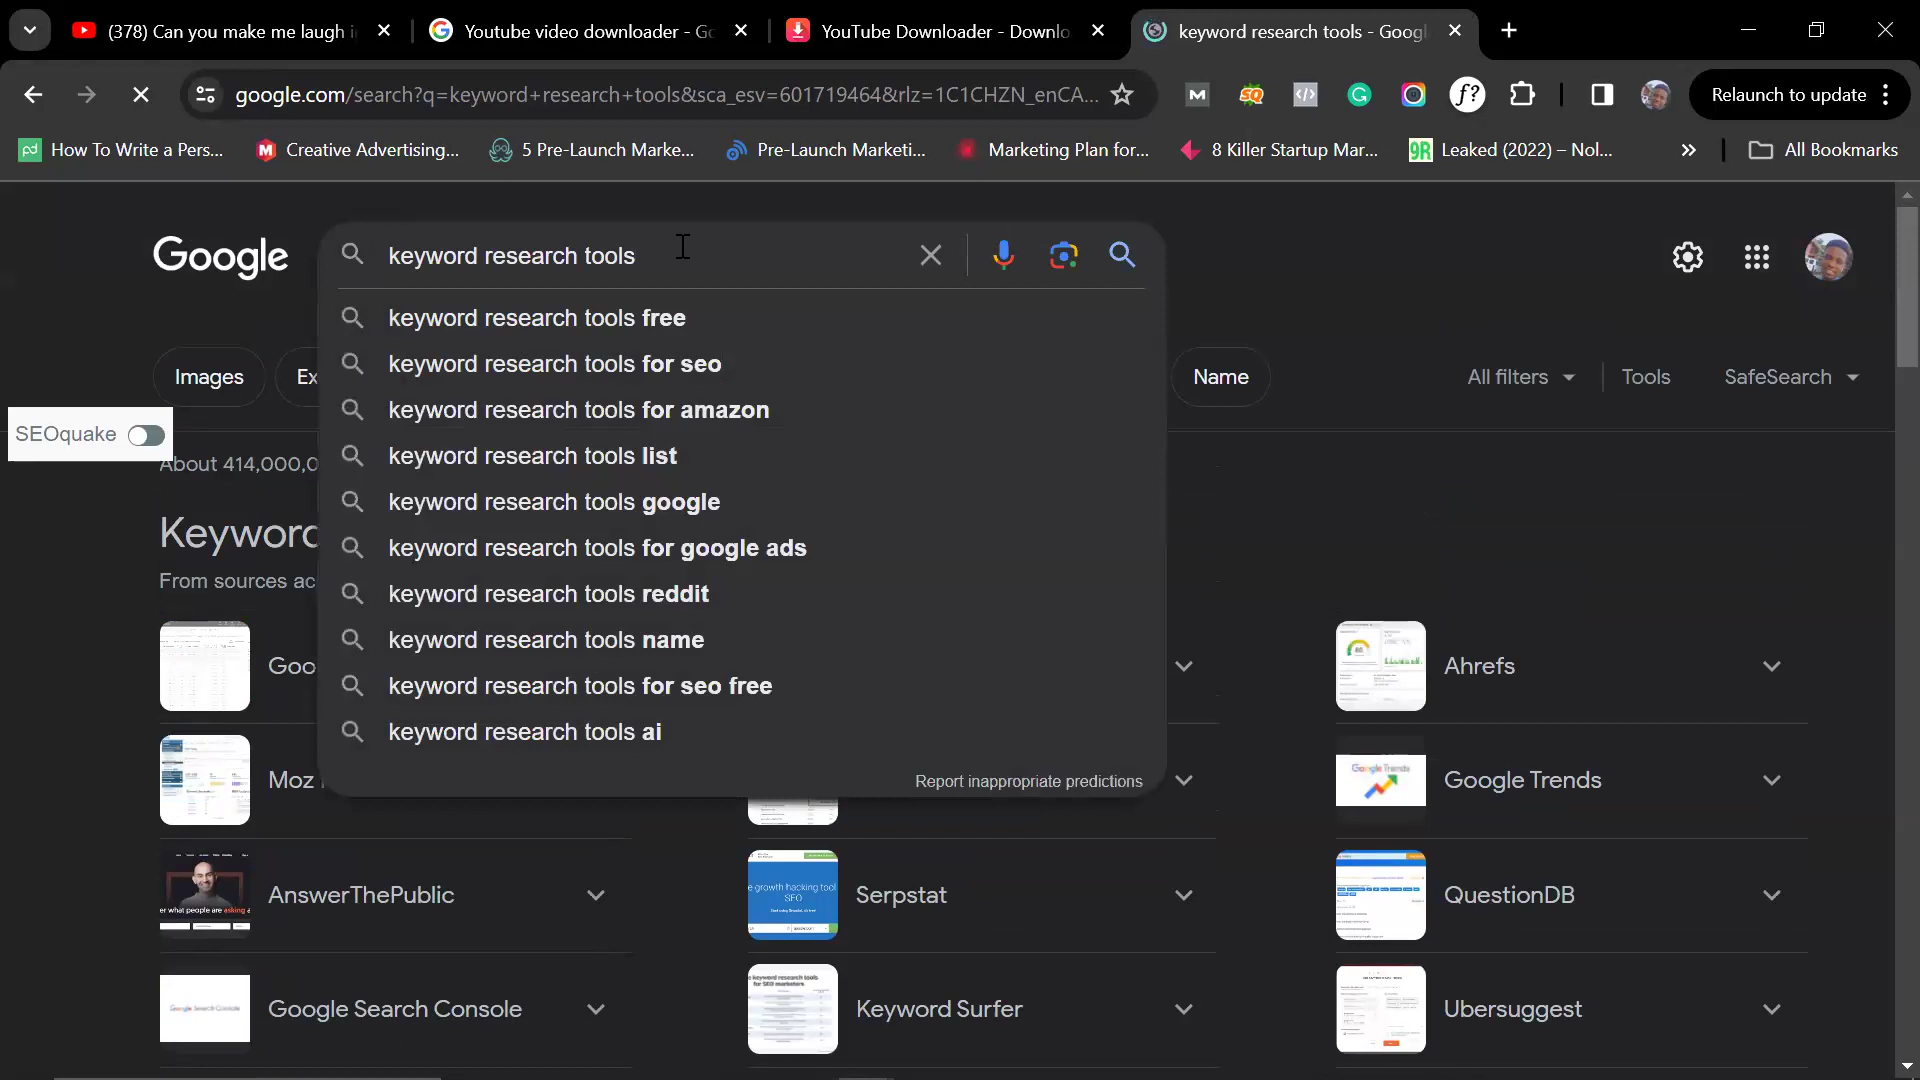 (378) Can you make me laugh i
Youtube video downloader - Go
YouTube Downloader - Downlo
keyword research tools - Googl
google.com/search?q=keyword+research+tools&sca_esv=601719464&rlz=1C1CHZN_enCA...
Relaunch to update
How To Write a Pers...
Creative Advertising...
5 Pre-Launch Marke...
Pre-Launch Marketi...
Marketing Plan for...
8 Killer Startup Mar...
Leaked (2022) – Nol...
All Bookmarks
Google
keyword research tools
keyword research tools free
keyword research tools for seo
keyword research tools for amazon
keyword research tools list
keyword research tools google
keyword research tools for google ads
keyword research tools reddit
keyword research tools name
keyword research tools for seo free
keyword research tools ai
Report inappropriate predictions
Images
Ex
Name
All filters
Tools
SafeSearch
SEOquake
About 414,000,0
Keyword
From sources ac
Goo
Ahrefs
Moz
Google Trends
AnswerThePublic
Serpstat
QuestionDB
Google Search Console
Keyword Surfer
Ubersuggest